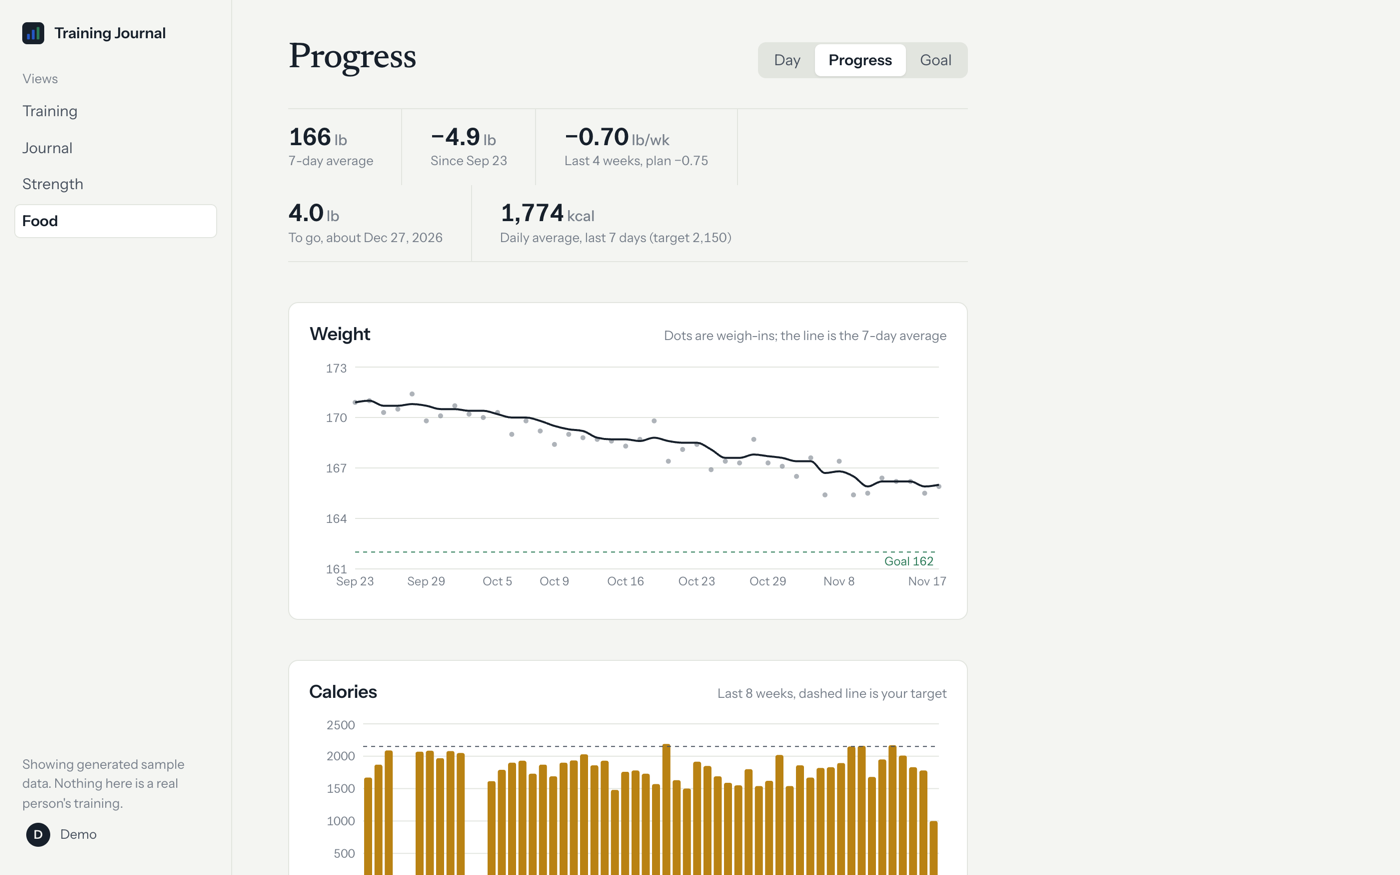 Training Journal
Views
Training
Journal
Strength
Food
Showing generated sample
data. Nothing here is a real
person's training.
D Demo
Progress
Day Progress Goal
166 lb
7-day average
−4.9 lb
Since Sep 23
−0.70 lb/wk
Last 4 weeks, plan −0.75
4.0 lb
To go, about Dec 27, 2026
1,774 kcal
Daily average, last 7 days (target 2,150)
Weight
Dots are weigh-ins; the line is the 7-day average
173
170
167
164
161
Goal 162
Sep 23 Sep 29 Oct 5 Oct 9 Oct 16 Oct 23 Oct 29 Nov 8 Nov 17
Calories
Last 8 weeks, dashed line is your target
2500
2000
1500
1000
500